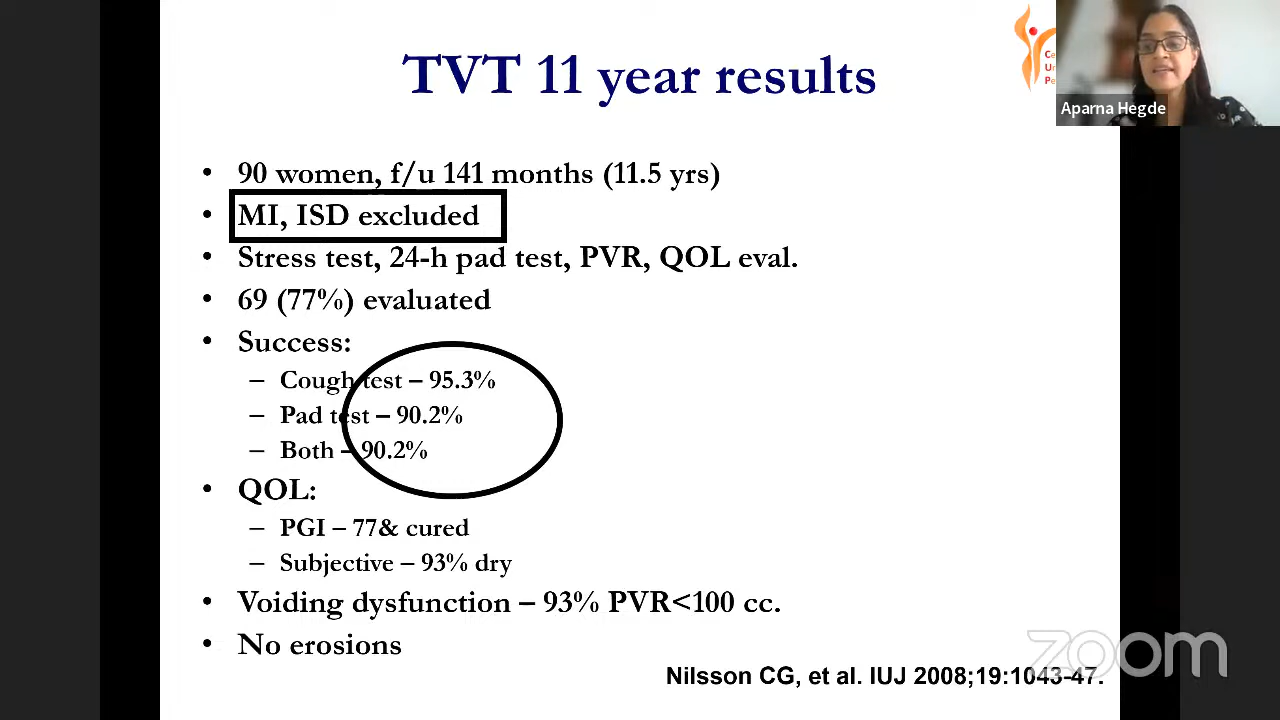 TVT 11 year results
Aparna Hegde
• 90 women, f/u 141 months (11.5 yrs)
• MI, ISD excluded
• Stress test, 24-h pad test, PVR, QOL eval.
• 69 (77%) evaluated
• Success:
– Cough test – 95.3%
– Pad test – 90.2%
– Both – 90.2%
• QOL:
– PGI – 77& cured
– Subjective – 93% dry
• Voiding dysfunction – 93% PVR<100 cc.
• No erosions
Nilsson CG, et al. IUJ 2008;19:1043-47.
zoom